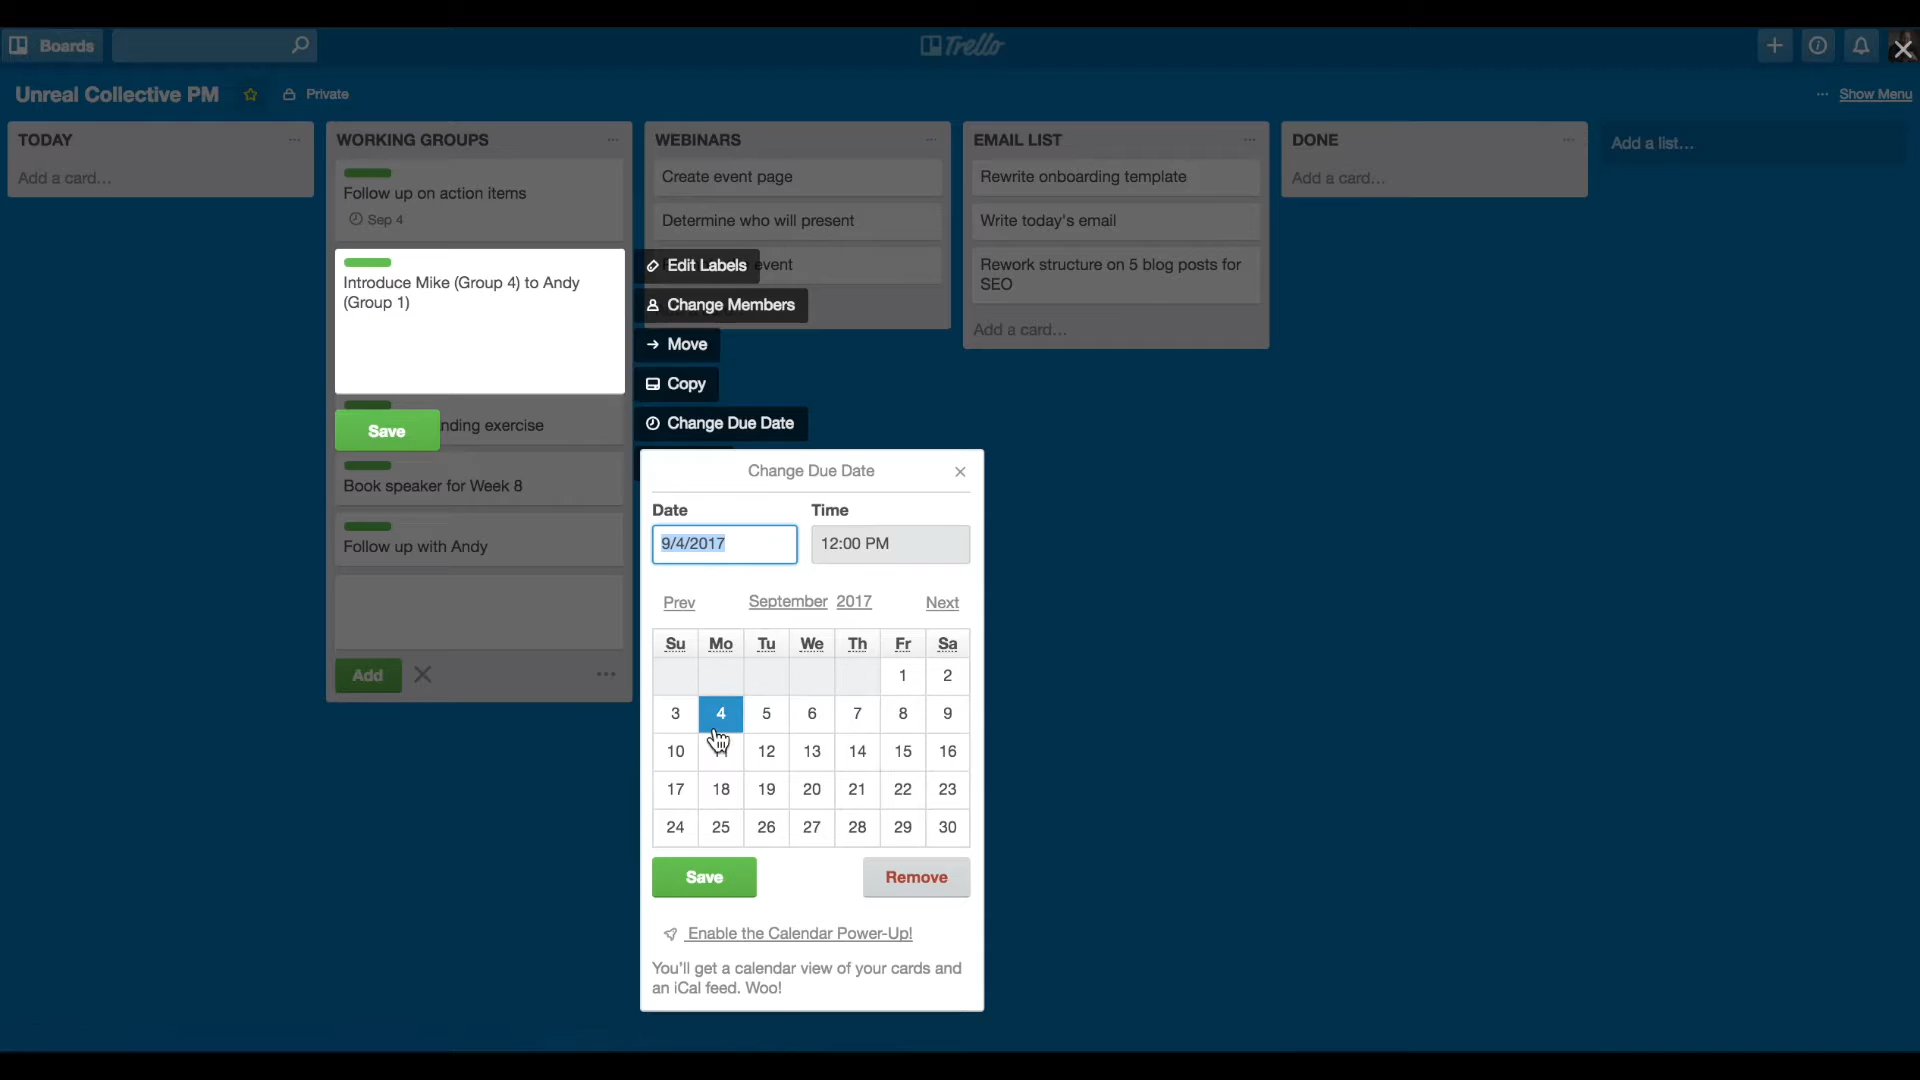 Boards
Trello
Unreal Collective PM
Private
... Show Menu
TODAY ...
Add a card...
WORKING GROUPS ...
Follow up on action items
Sep 4
Introduce Mike (Group 4) to Andy
(Group 1)
Save
nding exercise
Book speaker for Week 8
Follow up with Andy
Add
...
WEBINARS ...
Create event page
Determine who will present
event
EMAIL LIST ...
Rewrite onboarding template
Write today's email
Rework structure on 5 blog posts for
SEO
Add a card...
DONE ...
Add a card...
Add a list...
Edit Labels
Change Members
Move
Copy
Change Due Date
Change Due Date
Date Time
9/4/2017 12:00 PM
Prev September 2017 Next
Su Mo Tu We Th Fr Sa
1 2
3 4 5 6 7 8 9
10 11 12 13 14 15 16
17 18 19 20 21 22 23
24 25 26 27 28 29 30
Save Remove
Enable the Calendar Power-Up!
You'll get a calendar view of your cards and
an iCal feed. Woo!